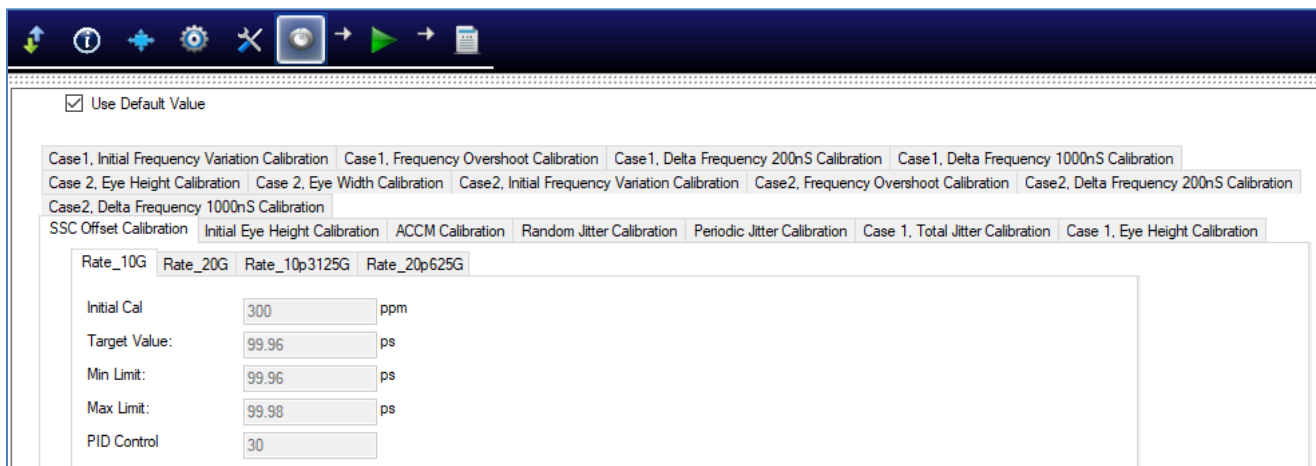 Use Default Value
Case1, Initial Frequency Variation Calibration Case1, Frequency Overshoot Calibration Case1, Delta Frequency 200nS Calibration Case1, Delta Frequency 1000nS Calibration
Case 2, Eye Height Calibration Case 2, Eye Width Calibration Case2, Initial Frequency Variation Calibration Case2, Frequency Overshoot Calibration Case2, Delta Frequency 200nS Calibration
Case2, Delta Frequency 1000nS Calibration
SSC Offset Calibration Initial Eye Height Calibration ACCM Calibration Random Jitter Calibration Periodic Jitter Calibration Case 1, Total Jitter Calibration Case 1, Eye Height Calibration
Rate_10G Rate_20G Rate_10p3125G Rate_20p625G
Initial Cal 300 ppm
Target Value: 99.96 ps
Min Limit: 99.96 ps
Max Limit: 99.98 ps
PID Control 30